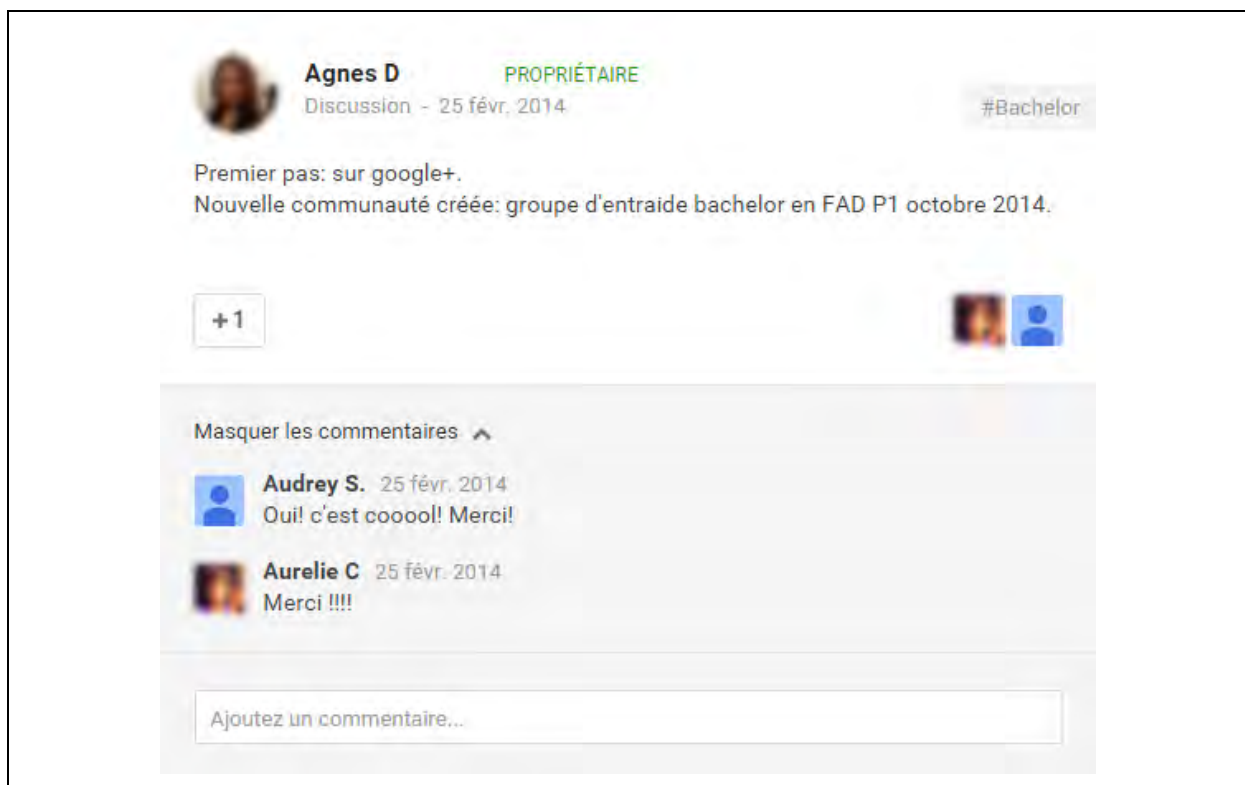 Agnes D PROPRIÉTAIRE
Discussion - 25 févr. 2014
#Bachelor
Premier pas: sur google+.
Nouvelle communauté créée: groupe d'entraide bachelor en FAD P1 octobre 2014.
+1
Masquer les commentaires
Audrey S. 25 févr. 2014
Oui! c'est cooool! Merci!
Aurelie C 25 févr. 2014
Merci !!!!
Ajoutez un commentaire...